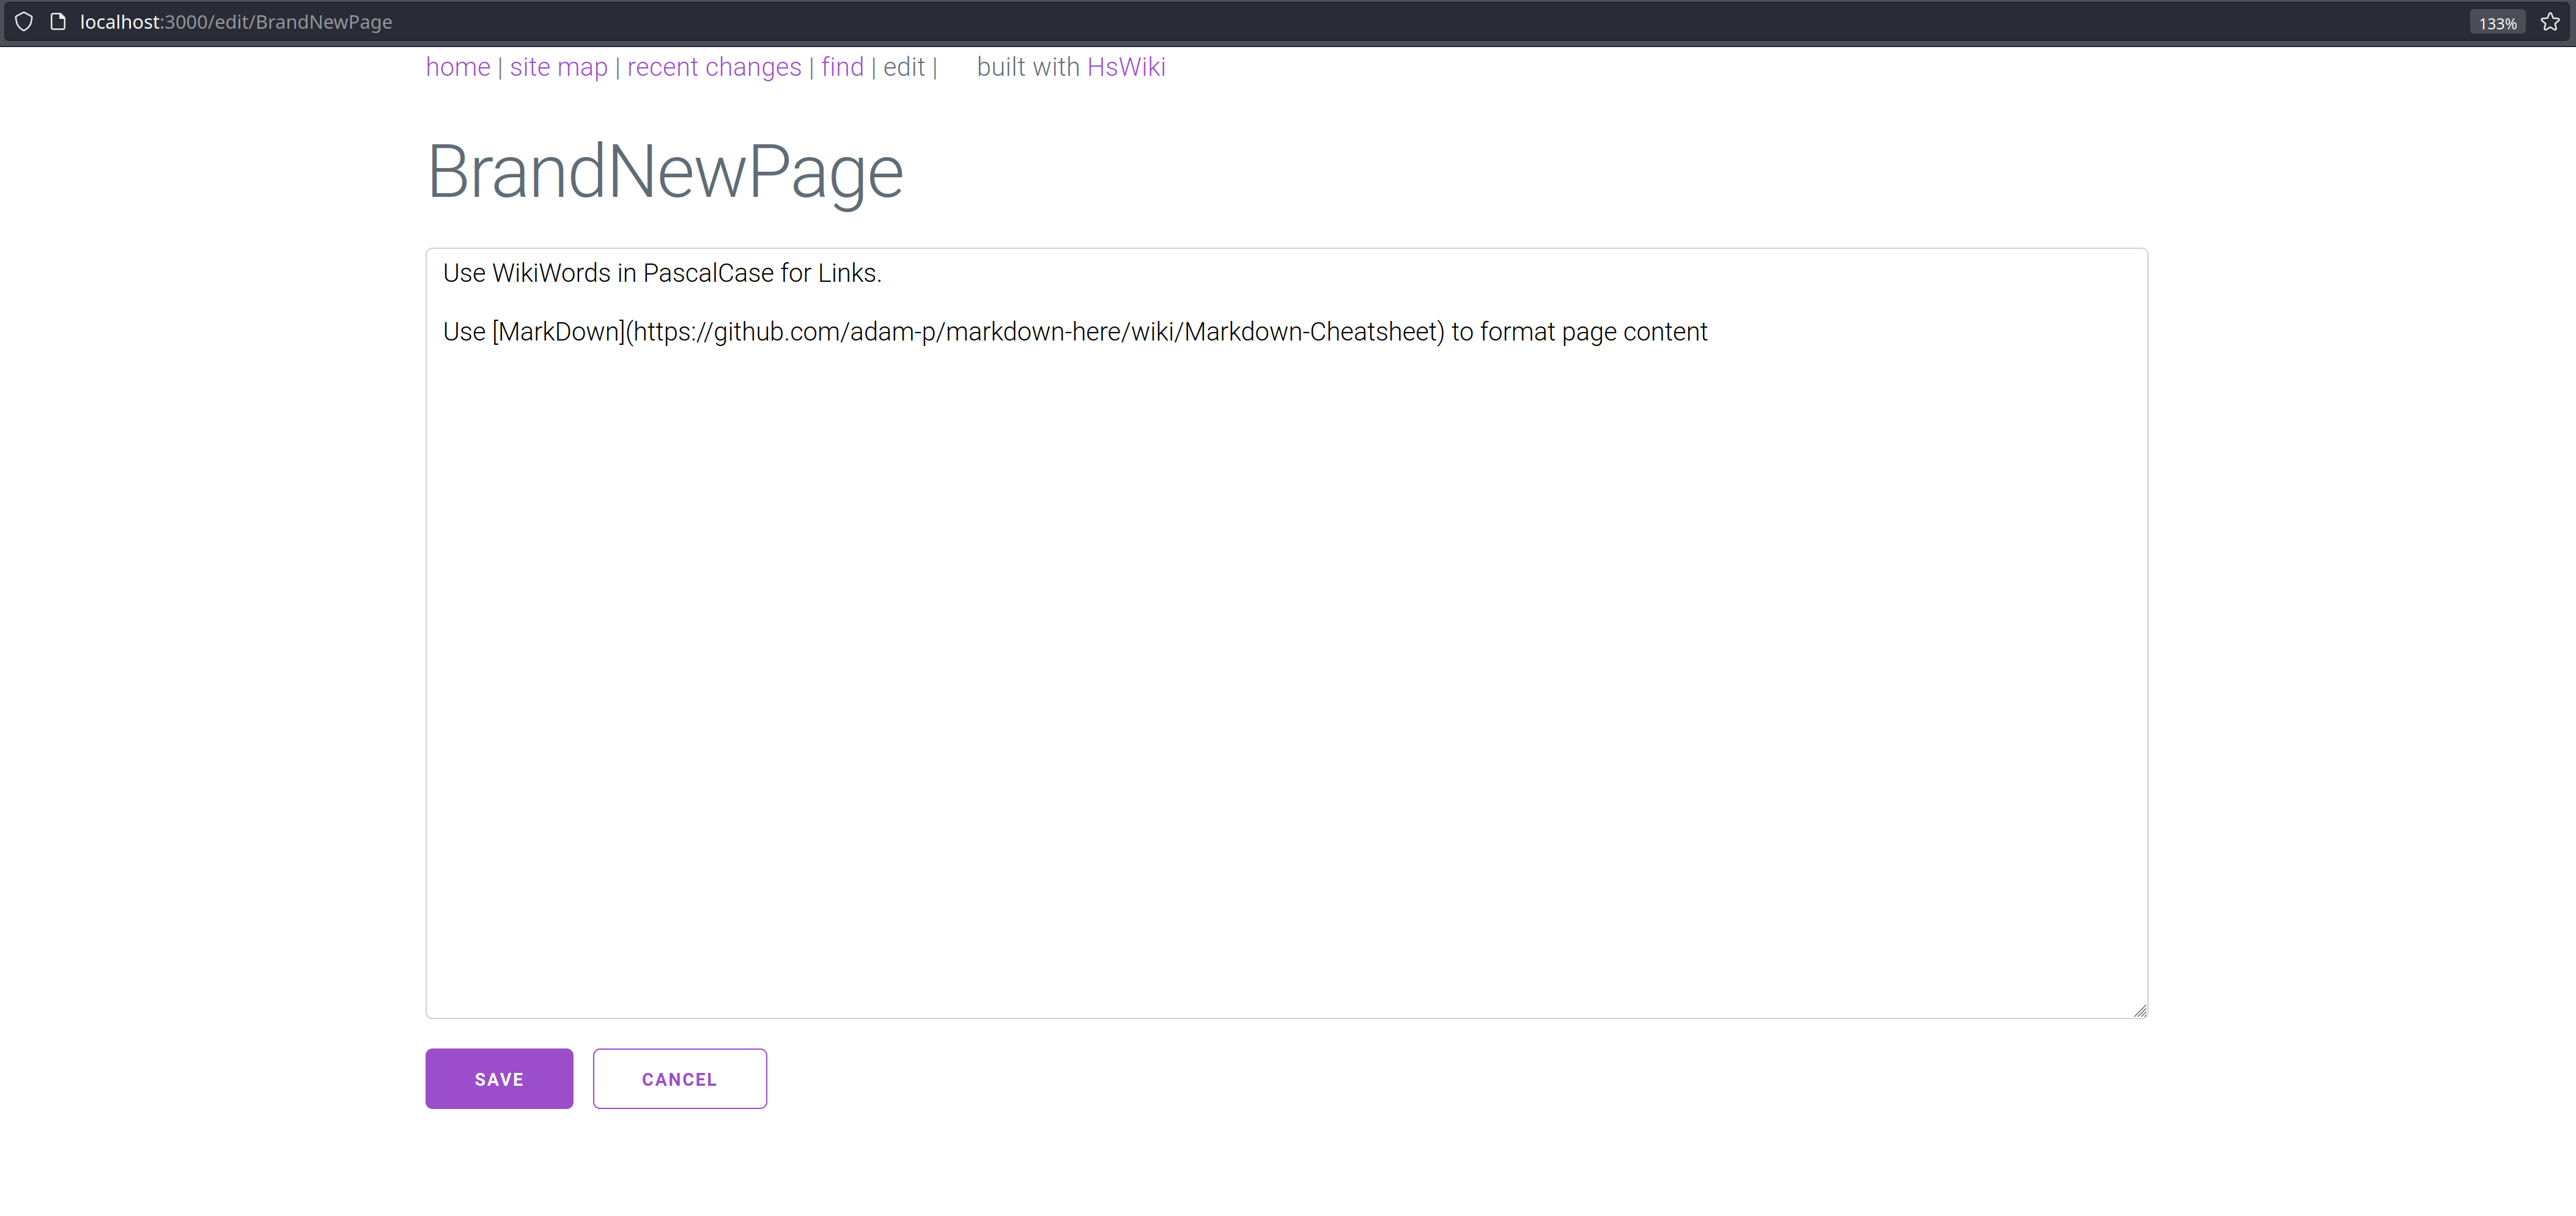 localhost:3000/edit/BrandNewPage 133%
home | site map | recent changes | find | edit | built with HsWiki
BrandNewPage
Use WikiWords in PascalCase for Links.
Use [MarkDown](https://github.com/adam-p/markdown-here/wiki/Markdown-Cheatsheet) to format page content
SAVE CANCEL